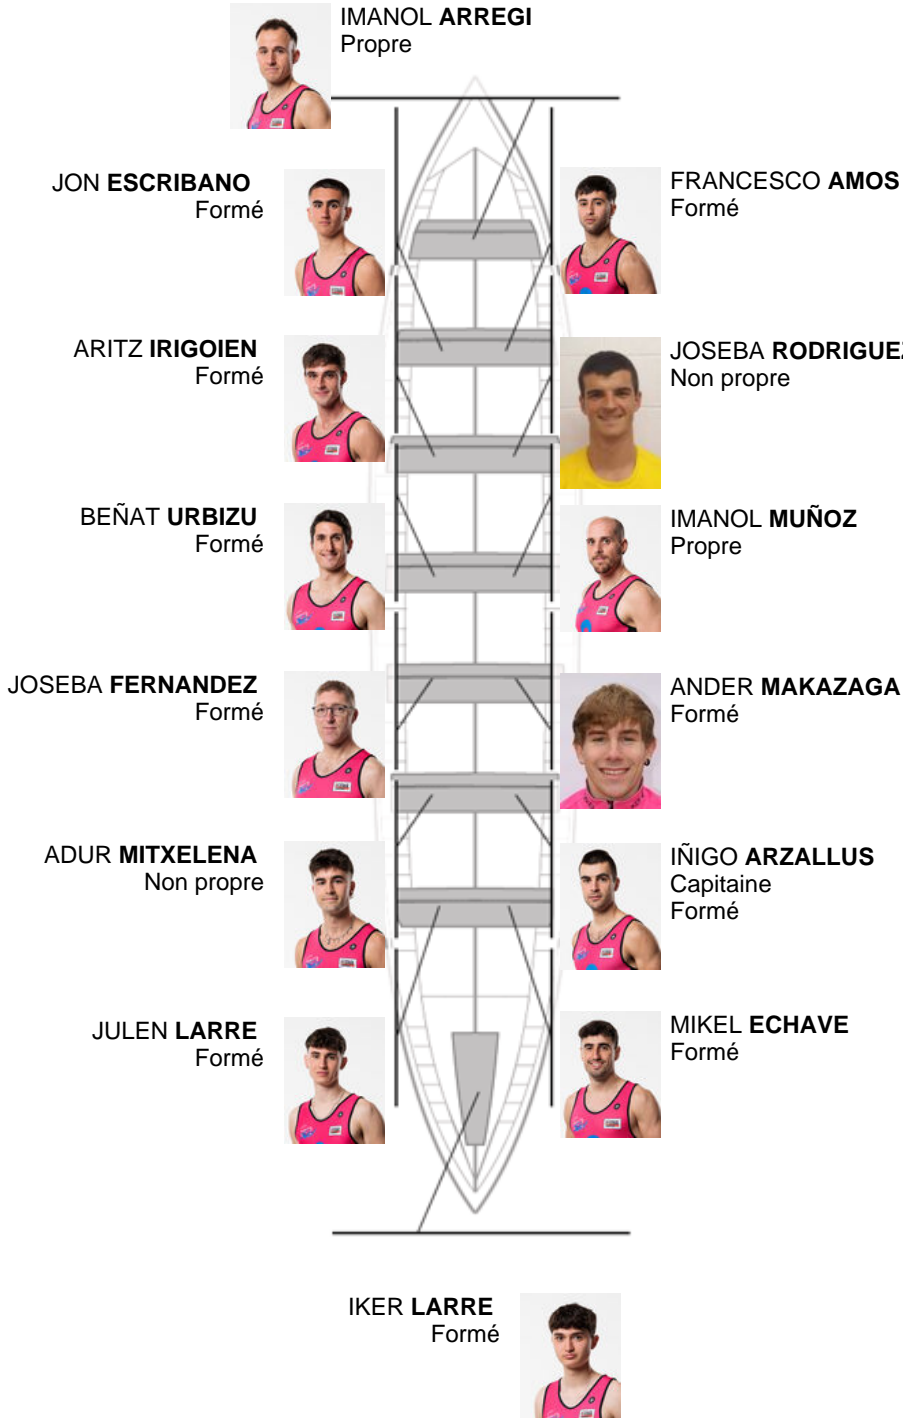 IMANOL ARREGI
Propre
JON ESCRIBANO
Formé
FRANCESCO AMOS
Formé
ARITZ IRIGOIEN
Formé
JOSEBA RODRIGUEZ
Non propre
BEÑAT URBIZU
Formé
IMANOL MUÑOZ
Propre
JOSEBA FERNANDEZ
Formé
ANDER MAKAZAGA
Formé
ADUR MITXELENA
Non propre
IÑIGO ARZALLUS
Capitaine
Formé
JULEN LARRE
Formé
MIKEL ECHAVE
Formé
IKER LARRE
Formé